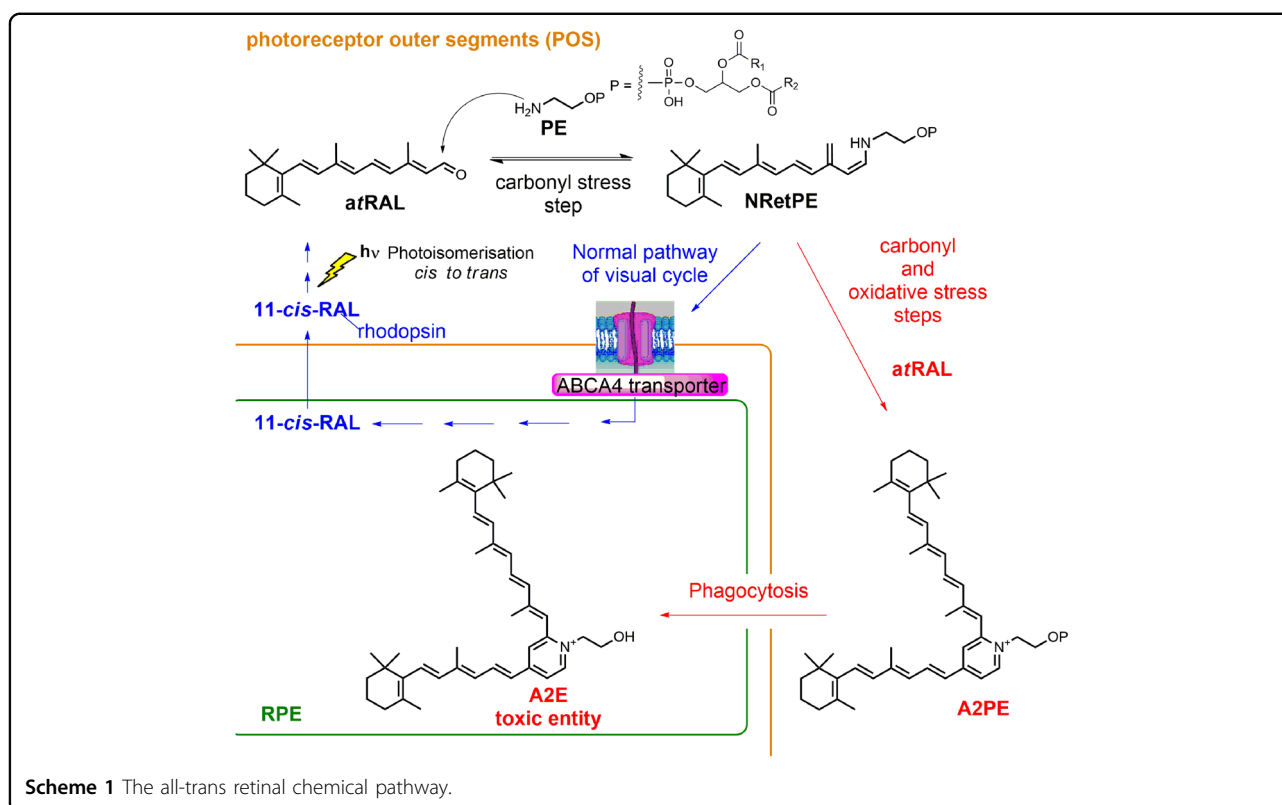 photoreceptor outer segments (POS)
H₂N OP
PE
P =
O
P O
OH
O
O R₁
O R₂
O
O
atRAL
carbonyl stress
step
HN OP
NRetPE
hν Photoisomerisation
cis to trans
11-cis-RAL
rhodopsin
Normal pathway
of visual cycle
carbonyl
and
oxidative stress
steps
atRAL
ABCA4 transporter
11-cis-RAL
Phagocytosis
N⁺ OH
A2E
toxic entity
RPE
N⁺ OP
A2PE
Scheme 1 The all-trans retinal chemical pathway.